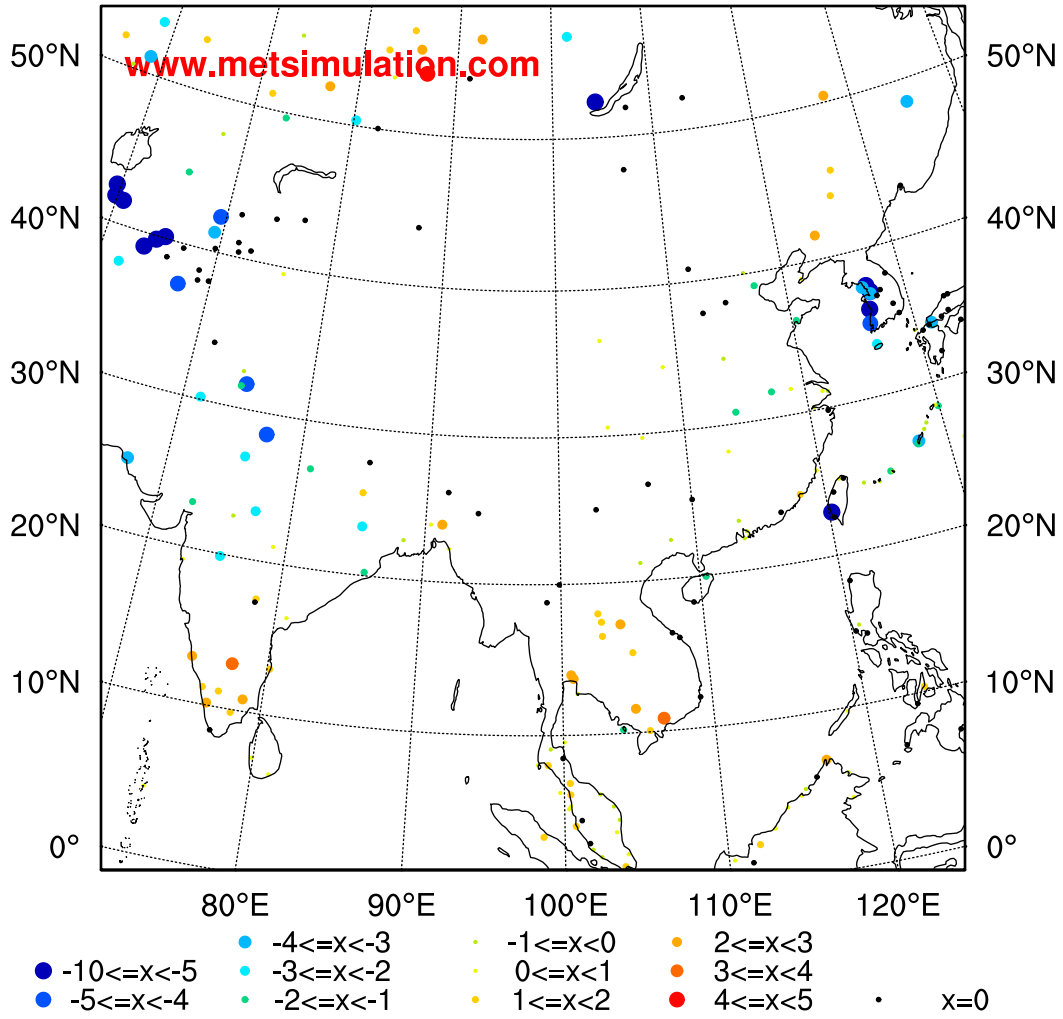 50°N 50°N
www.metsimulation.com
40°N 40°N
30°N 30°N
20°N 20°N
10°N 10°N
0° 0°
80°E 90°E 100°E 110°E 120°E
-4<=x<-3 -1<=x<0 2<=x<3
-10<=x<-5 -3<=x<-2 0<=x<1 3<=x<4
-5<=x<-4 -2<=x<-1 1<=x<2 4<=x<5 x=0